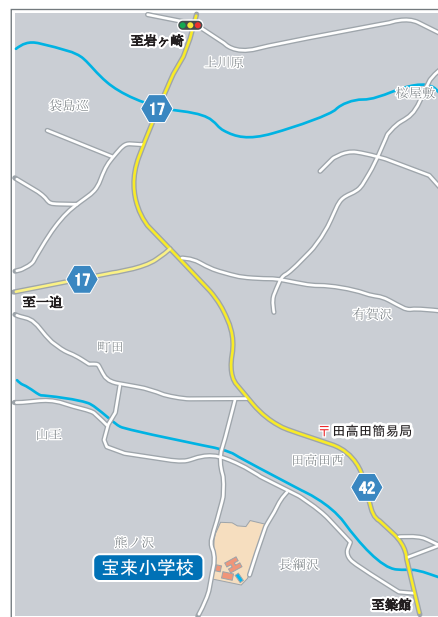 至岩ヶ崎
上川原
桜屋敷
袋島巡
17
17
至一迫
有賀沢
町田
山王
〒田高田簡易局
田高田西
42
熊ノ沢
長綱沢
宝来小学校
至築館